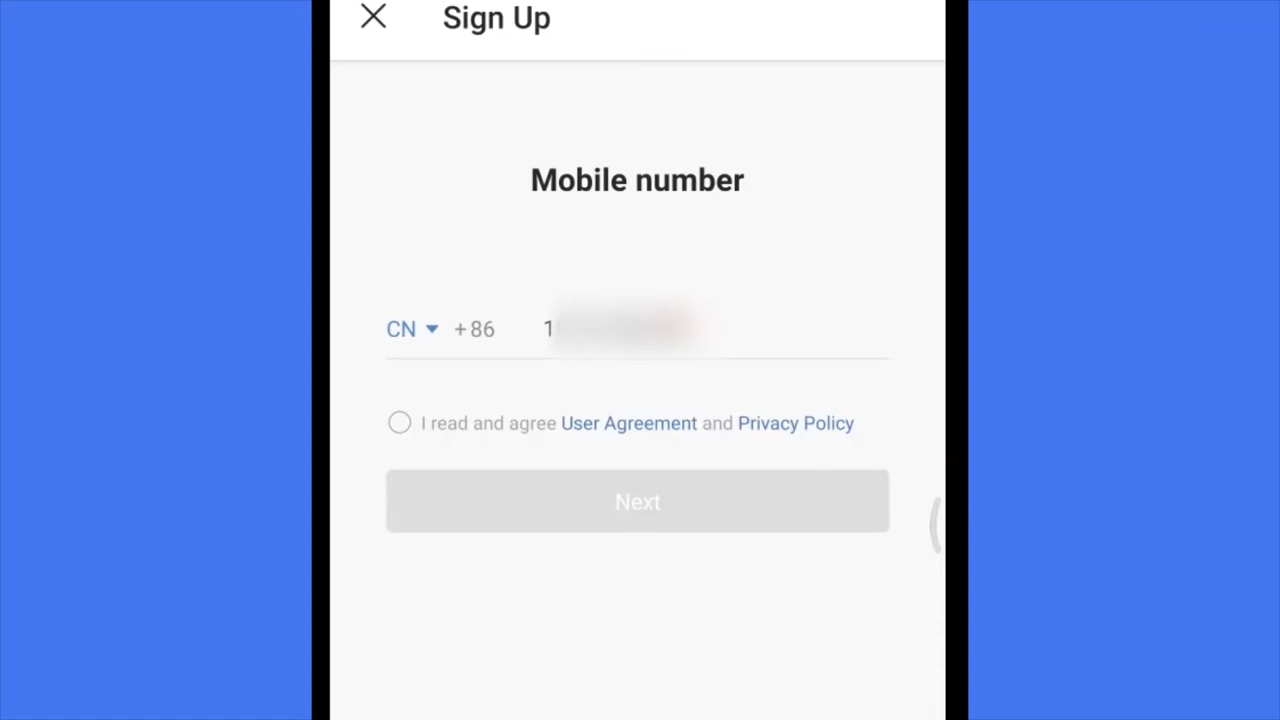 Sign Up
Mobile number
CN +86 1
I read and agree User Agreement and Privacy Policy
Next